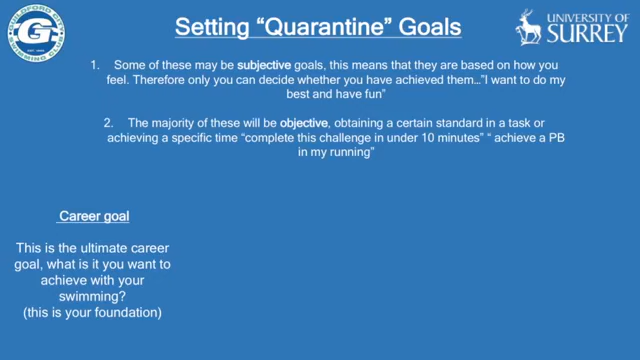 Setting “Quarantine” Goals
UNIVERSITY OF
SURREY
GUILDFORD CITY
SWIMMING CLUB
G
1. Some of these may be subjective goals, this means that they are based on how you
feel. Therefore only you can decide whether you have achieved them…”I want to do my
best and have fun”
2. The majority of these will be objective, obtaining a certain standard in a task or
achieving a specific time “complete this challenge in under 10 minutes” “ achieve a PB
in my running”
Career goal
This is the ultimate career
goal, what is it you want to
achieve with your
swimming?
(this is your foundation)